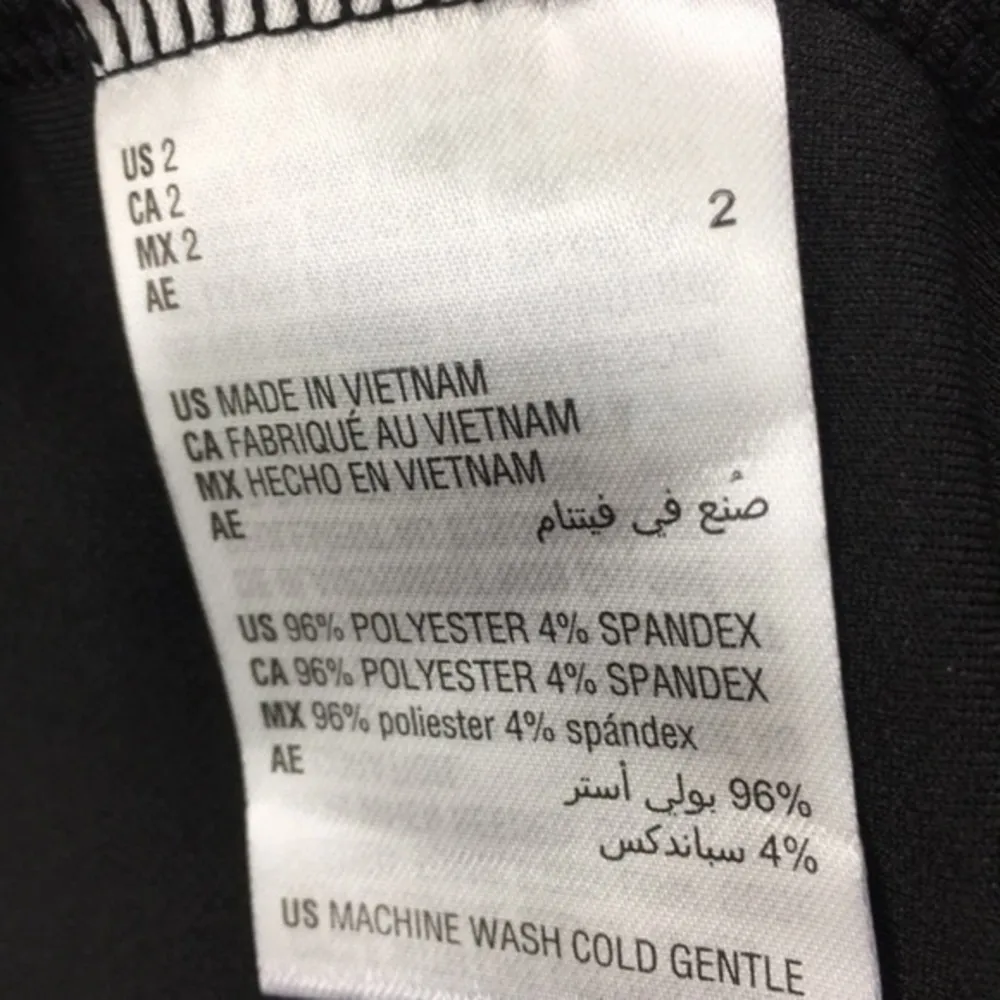 US 2
CA 2
MX 2
2
AE
US MADE IN VIETNAM
CA FABRIQUÉ AU VIETNAM
MX HECHO EN VIETNAM
AE صُنع في فيتنام
US 96% POLYESTER 4% SPANDEX
CA 96% POLYESTER 4% SPANDEX
MX 96% poliester 4% spándex
AE
96% بولي أستر
4% سباندكس
US MACHINE WASH COLD GENTLE